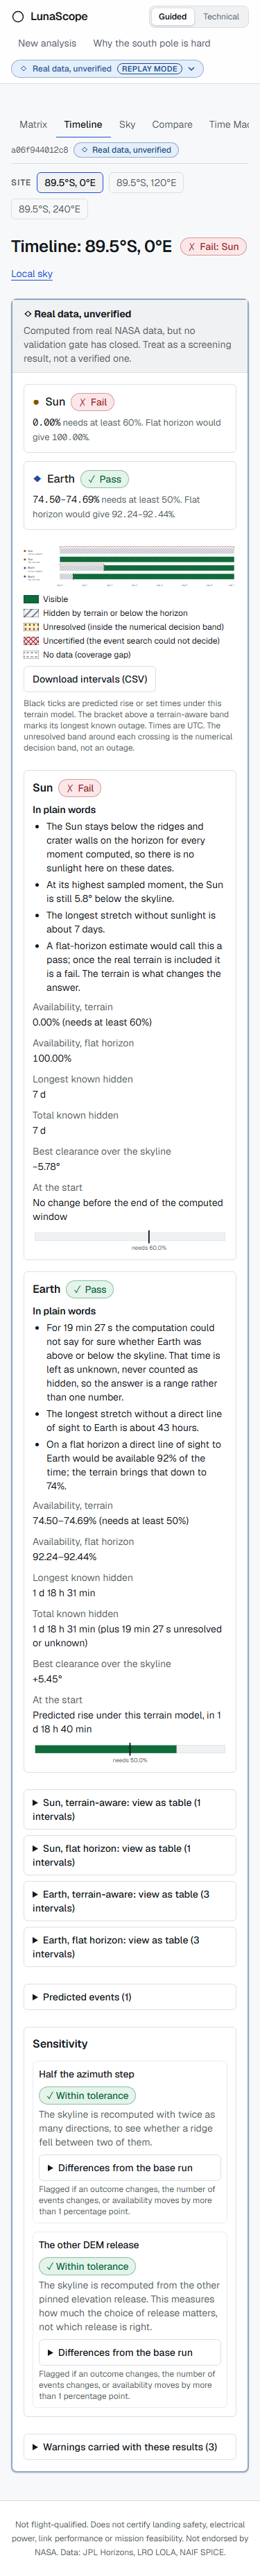 LunaScope
Guided
Technical
New analysis
Why the south pole is hard
Real data, unverified
REPLAY MODE
Matrix
Timeline
Sky
Compare
Time Mac
a06f944012c8
Real data, unverified
SITE
89.5°S, 0°E
89.5°S, 120°E
89.5°S, 240°E
Timeline: 89.5°S, 0°E
✗ Fail: Sun
Local sky
Real data, unverified
Computed from real NASA data, but no
validation gate has closed. Treat as a screening
result, not a verified one.
Sun
✗ Fail
0.00% needs at least 60%. Flat horizon would
give 100.00%.
Earth
✓ Pass
74.50–74.69% needs at least 50%. Flat
horizon would give 92.24–92.44%.
Visible
Hidden by terrain or below the horizon
Unresolved (inside the numerical decision band)
Uncertified (the event search could not decide)
No data (coverage gap)
Download intervals (CSV)
Black ticks are predicted rise or set times under this
terrain model. The bracket above a terrain-aware band
marks its longest known outage. Times are UTC. The
unresolved band around each crossing is the numerical
decision band, not an outage.
Sun
✗ Fail
In plain words
• The Sun stays below the ridges and
crater walls on the horizon for every
moment computed, so there is no
sunlight here on these dates.
• At its highest sampled moment, the Sun
is still 5.8° below the skyline.
• The longest stretch without sunlight is
about 7 days.
• A flat-horizon estimate would call this a
pass; once the real terrain is included it
is a fail. The terrain is what changes the
answer.
Availability, terrain
0.00% (needs at least 60%)
Availability, flat horizon
100.00%
Longest known hidden
7 d
Total known hidden
7 d
Best clearance over the skyline
−5.78°
At the start
No change before the end of the computed
window
needs 60.0%
Earth
✓ Pass
In plain words
• For 19 min 27 s the computation could
not say for sure whether Earth was
above or below the skyline. That time is
left as unknown, never counted as
hidden, so the answer is a range rather
than one number.
• The longest stretch without a direct line
of sight to Earth is about 43 hours.
• On a flat horizon a direct line of sight to
Earth would be available 92% of the
time; the terrain brings that down to
74%.
Availability, terrain
74.50–74.69% (needs at least 50%)
Availability, flat horizon
92.24–92.44%
Longest known hidden
1 d 18 h 31 min
Total known hidden
1 d 18 h 31 min (plus 19 min 27 s unresolved
or unknown)
Best clearance over the skyline
+5.45°
At the start
Predicted rise under this terrain model, in 1
d 18 h 40 min
needs 50.0%
▶ Sun, terrain-aware: view as table (1
intervals)
▶ Sun, flat horizon: view as table (1
intervals)
▶ Earth, terrain-aware: view as table (3
intervals)
▶ Earth, flat horizon: view as table (3
intervals)
▶ Predicted events (1)
Sensitivity
Half the azimuth step
✓ Within tolerance
The skyline is recomputed with twice as
many directions, to see whether a ridge
fell between two of them.
▶ Differences from the base run
Flagged if an outcome changes, the number of
events changes, or availability moves by more
than 1 percentage point.
The other DEM release
✓ Within tolerance
The skyline is recomputed from the other
pinned elevation release. This measures
how much the choice of release matters,
not which release is right.
▶ Differences from the base run
Flagged if an outcome changes, the number of
events changes, or availability moves by more
than 1 percentage point.
▶ Warnings carried with these results (3)
Not flight-qualified. Does not certify landing safety, electrical
power, link performance or mission feasibility. Not endorsed by
NASA. Data: JPL Horizons, LRO LOLA, NAIF SPICE.